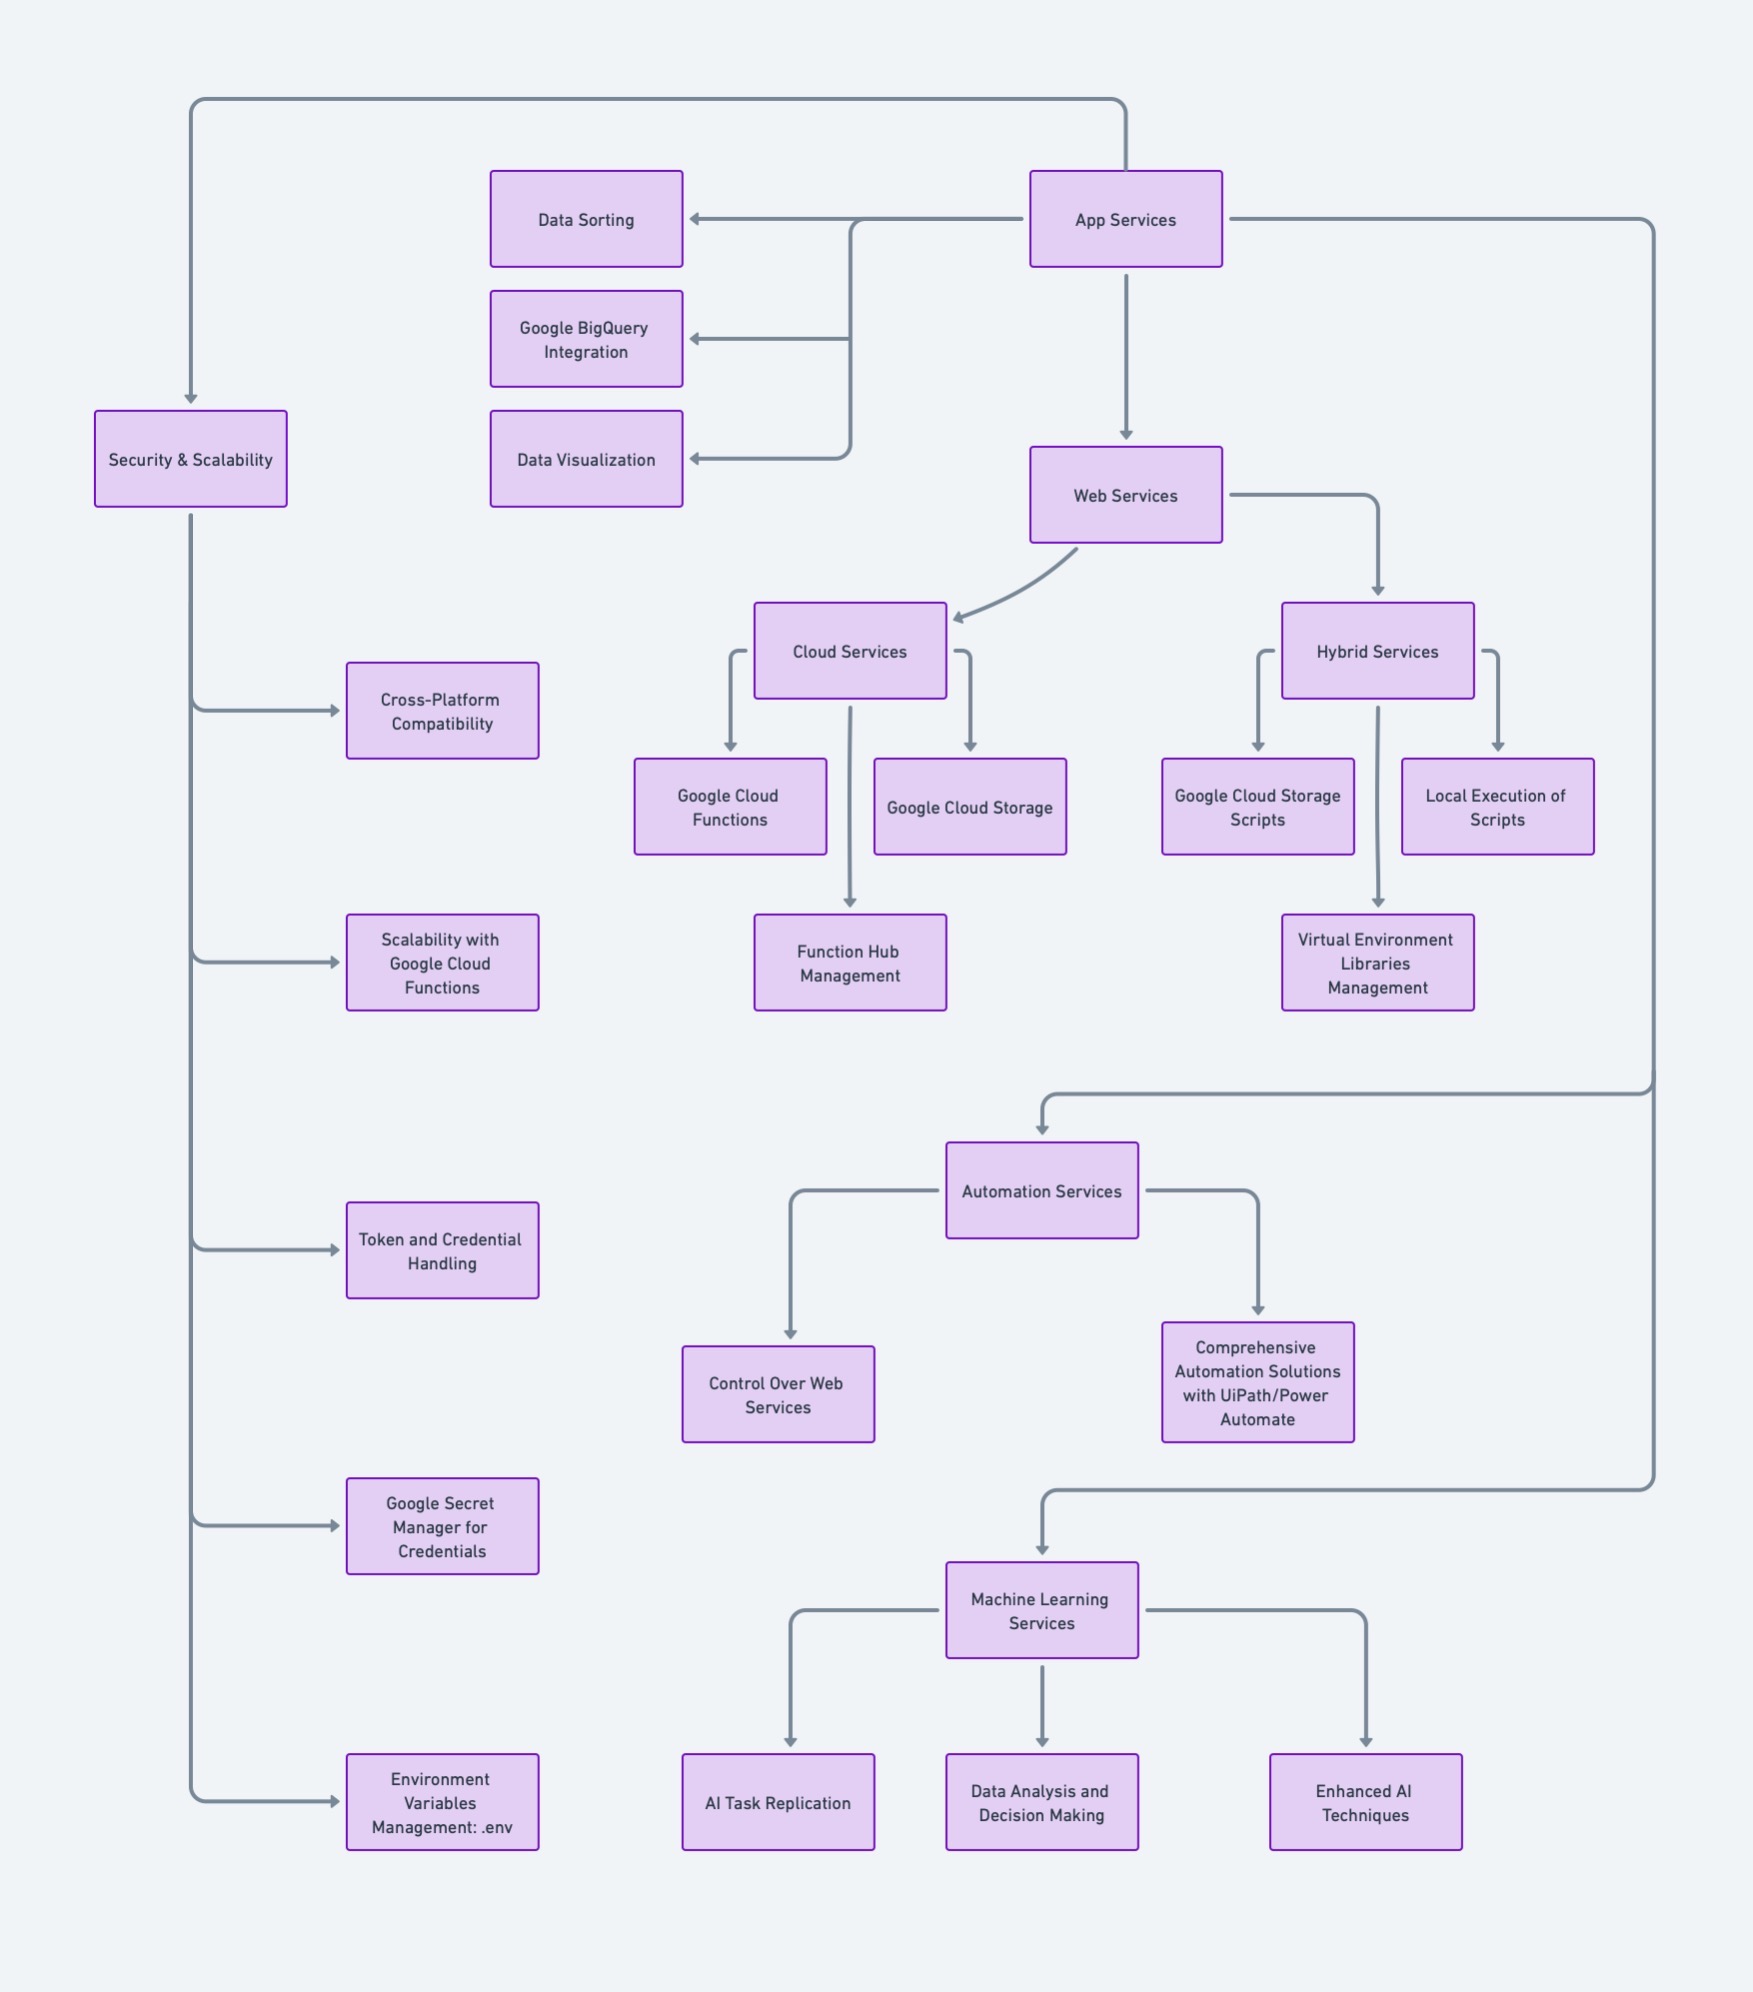 Data Sorting
App Services
Google BigQuery
Integration
Security & Scalability
Data Visualization
Web Services
Cloud Services
Hybrid Services
Cross-Platform
Compatibility
Google Cloud
Functions
Google Cloud Storage
Google Cloud Storage
Scripts
Local Execution of
Scripts
Scalability with
Google Cloud
Functions
Function Hub
Management
Virtual Environment
Libraries
Management
Automation Services
Token and Credential
Handling
Control Over Web
Services
Comprehensive
Automation Solutions
with UiPath/Power
Automate
Google Secret
Manager for
Credentials
Machine Learning
Services
Environment
Variables
Management: .env
AI Task Replication
Data Analysis and
Decision Making
Enhanced AI
Techniques